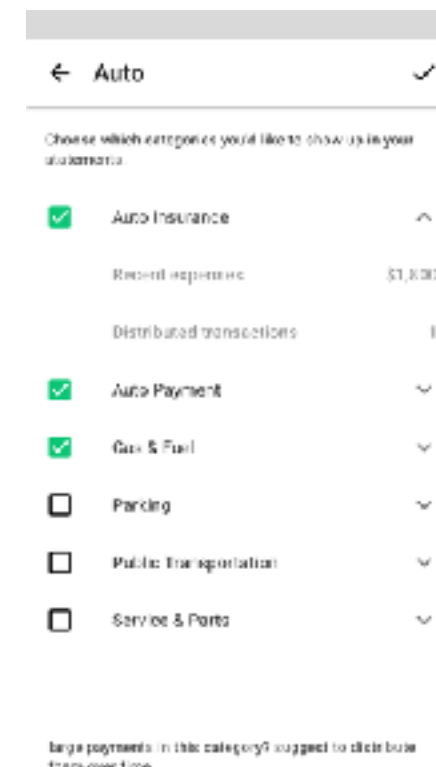 Auto
Choose which categories you'd like to show up in your
statements.
Auto Insurance
Recent expenses $1,800
Distributed transactions
Auto Payment
Gas & Fuel
Parking
Public Transportation
Service & Parts
large payments in this category? suggest to distribute
them over time